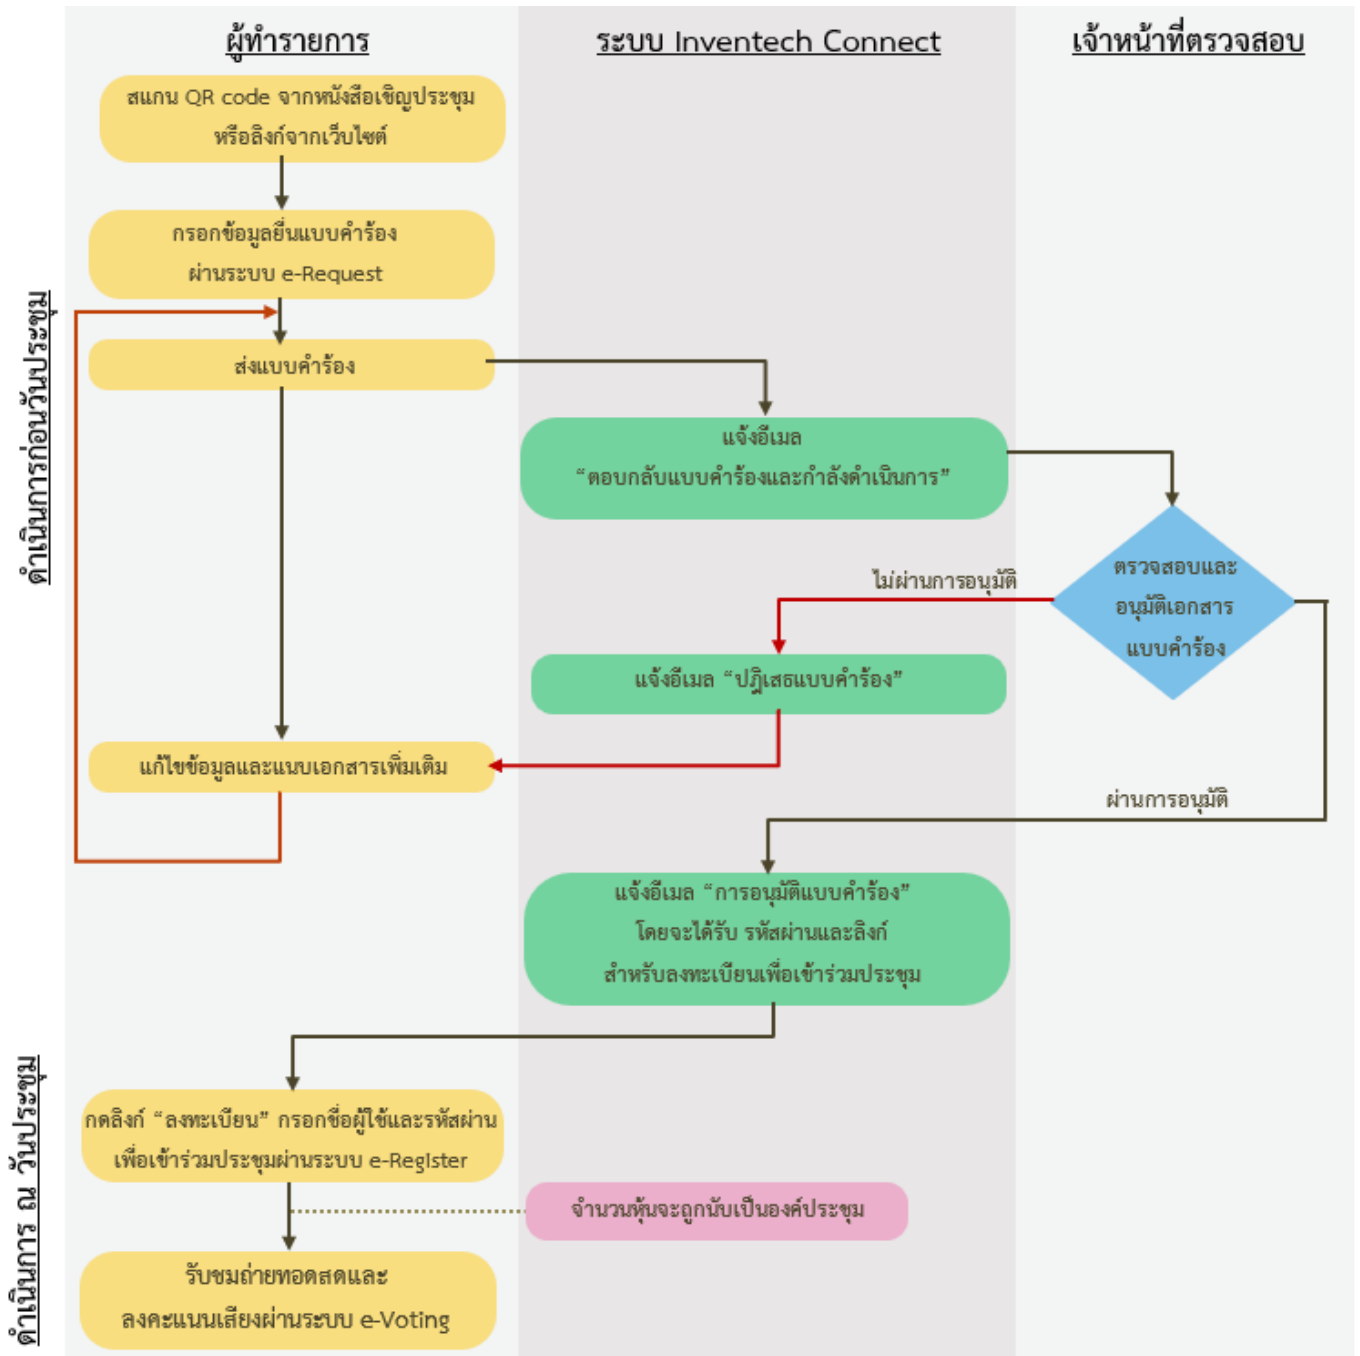 ผู้ทำรายการ
ระบบ Inventech Connect
เจ้าหน้าที่ตรวจสอบ
ดำเนินการก่อนวันประชุม
สแกน QR code จากหนังสือเชิญประชุม
หรือลิงก์จากเว็บไซต์
กรอกข้อมูลยื่นแบบคำร้อง
ผ่านระบบ e-Request
ส่งแบบคำร้อง
แจ้งอีเมล
“ตอบกลับแบบคำร้องและกำลังดำเนินการ”
ตรวจสอบและ
อนุมัติเอกสาร
แบบคำร้อง
ไม่ผ่านการอนุมัติ
แจ้งอีเมล “ปฏิเสธแบบคำร้อง”
แก้ไขข้อมูลและแนบเอกสารเพิ่มเติม
ผ่านการอนุมัติ
แจ้งอีเมล “การอนุมัติแบบคำร้อง”
โดยจะได้รับ รหัสผ่านและลิงก์
สำหรับลงทะเบียนเพื่อเข้าร่วมประชุม
ดำเนินการ ณ วันประชุม
กดลิงก์ “ลงทะเบียน” กรอกชื่อผู้ใช้และรหัสผ่าน
เพื่อเข้าร่วมประชุมผ่านระบบ e-Register
จำนวนหุ้นจะถูกนับเป็นองค์ประชุม
รับชมถ่ายทอดสดและ
ลงคะแนนเสียงผ่านระบบ e-Voting